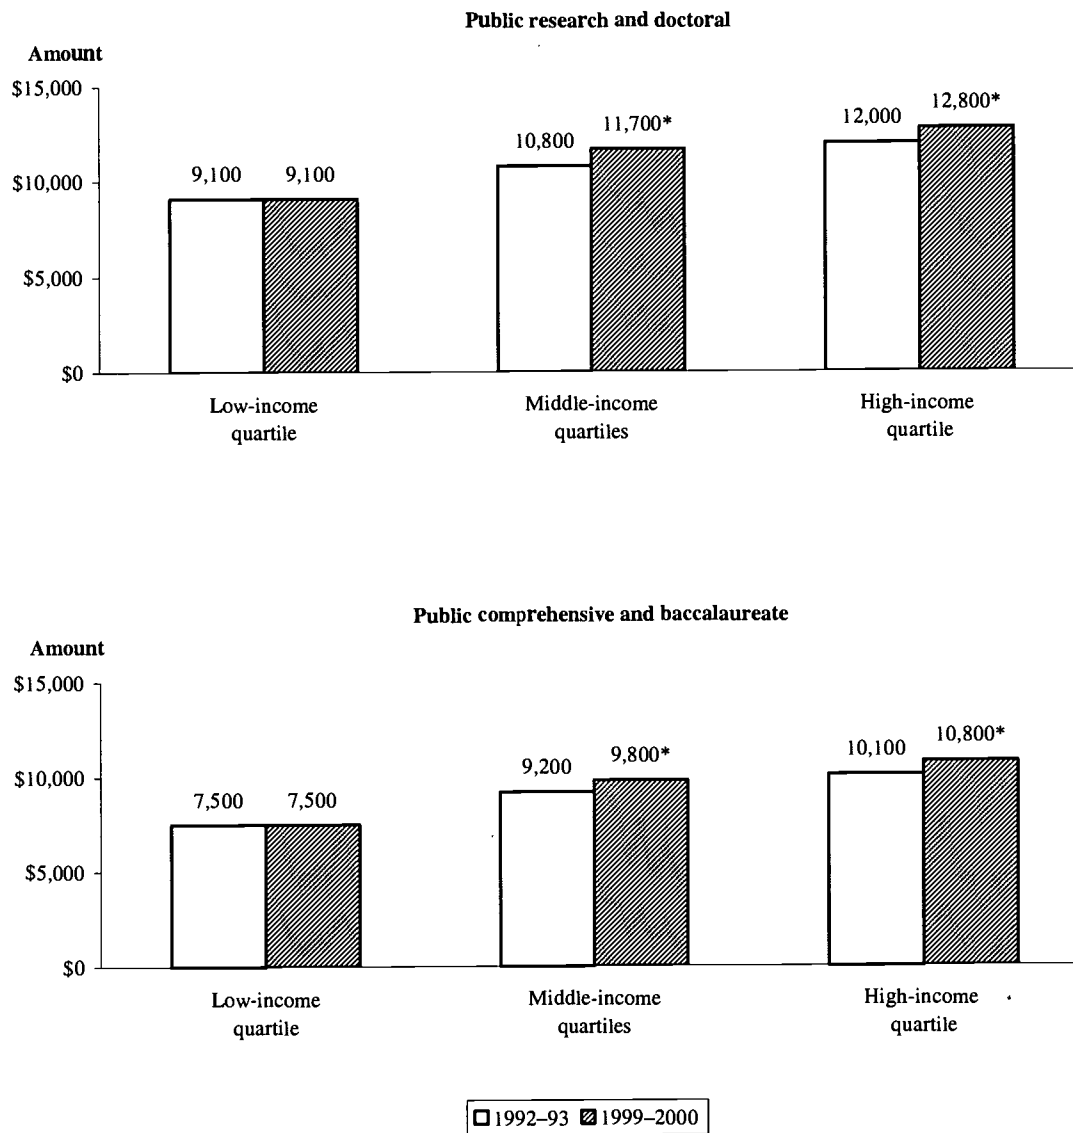 Public research and doctoral
Amount
$15,000
12,800*
12,000
11,700*
10,800
$10,000
9,100 9,100
$5,000
$0
Low-income
quartile
Middle-income
quartiles
High-income
quartile
Public comprehensive and baccalaureate
Amount
$15,000
10,800*
10,100
9,800*
9,200
$10,000
7,500 7,500
$5,000
$0
Low-income
quartile
Middle-income
quartiles
High-income
quartile
1992–93 1999–2000